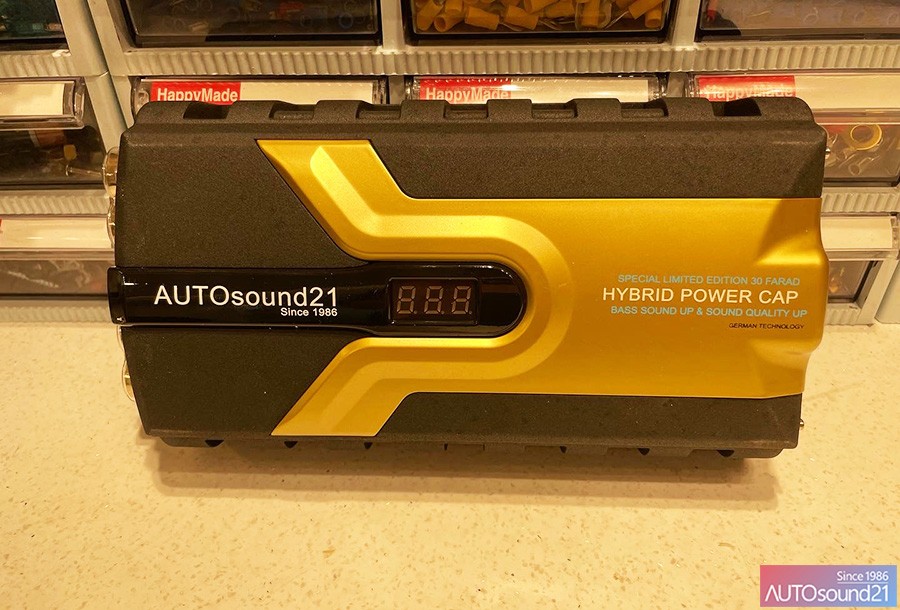 HappyMade
HappyMade
HappyMade
AUTOsound21
Since 1986
SPECIAL LIMITED EDITION 30 FARAD
HYBRID POWER CAP
BASS SOUND UP & SOUND QUALITY UP
GERMAN TECHNOLOGY
Since 1986
AUTOsound21